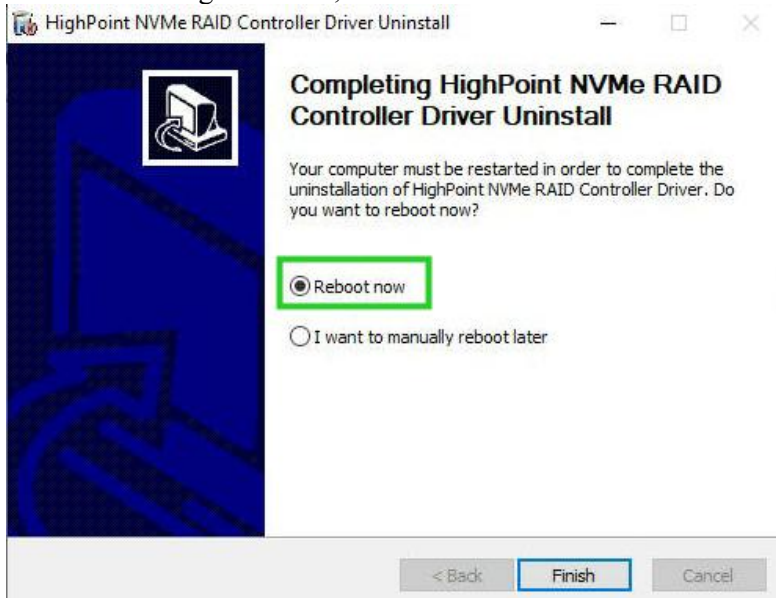 HighPoint NVMe RAID Controller Driver Uninstall
Completing HighPoint NVMe RAID
Controller Driver Uninstall
Your computer must be restarted in order to complete the
uninstallation of HighPoint NVMe RAID Controller Driver. Do
you want to reboot now?
Reboot now
I want to manually reboot later
< Back
Finish
Cancel